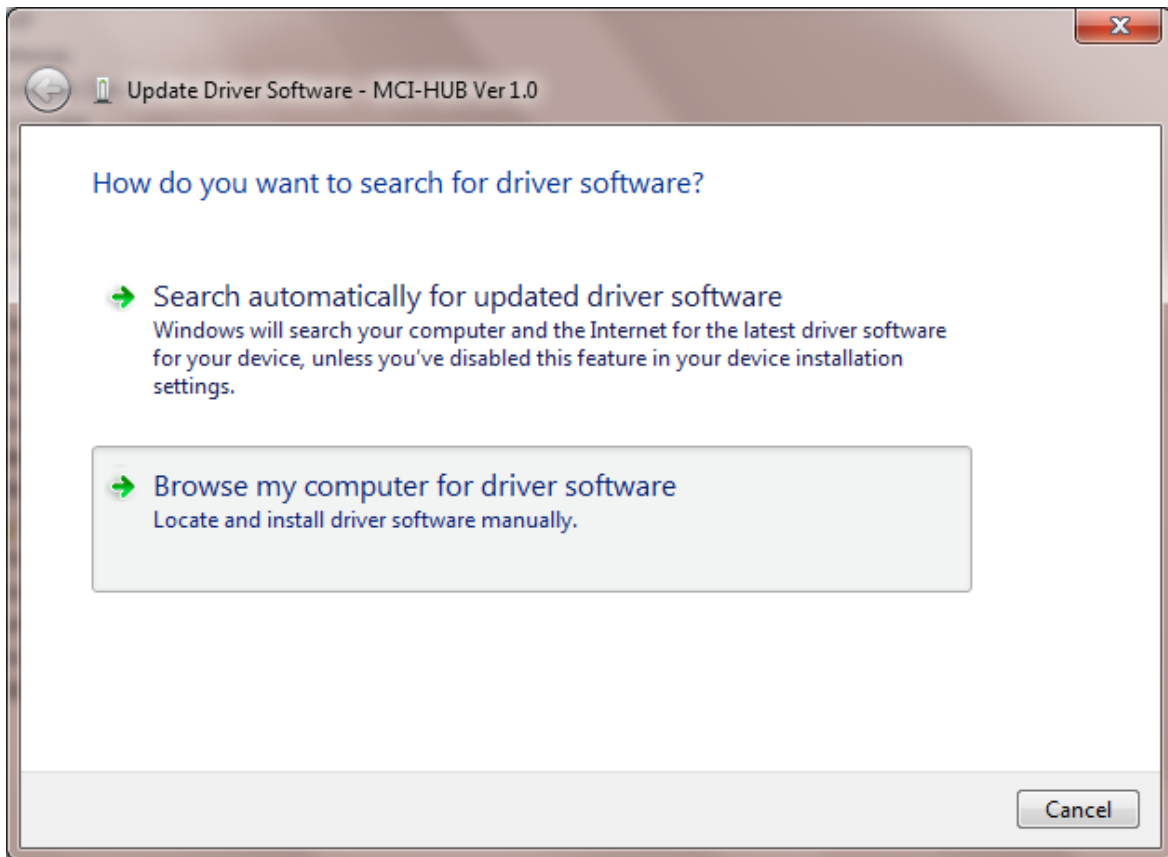 Update Driver Software - MCI-HUB Ver 1.0
How do you want to search for driver software?
Search automatically for updated driver software
Windows will search your computer and the Internet for the latest driver software
for your device, unless you've disabled this feature in your device installation
settings.
Browse my computer for driver software
Locate and install driver software manually.
Cancel